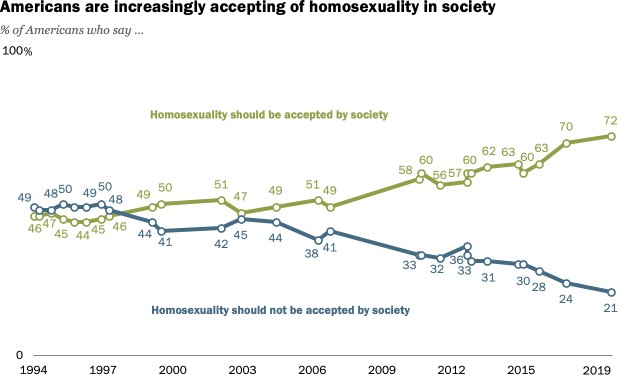 Americans are increasingly accepting of homosexuality in society
% of Americans who say ...
100%
Homosexuality should be accepted by society
49 48 50 49 50 48 49 50 51 47 49 51 49 58 60 56 57 60 62 63 60 63 70 72
46 47 45 44 45 46 44 41 42 45 44 38 41 33 32 36 33 31 30 28 24 21
Homosexuality should not be accepted by society
0
1994 1997 2000 2003 2006 2009 2012 2015 2019